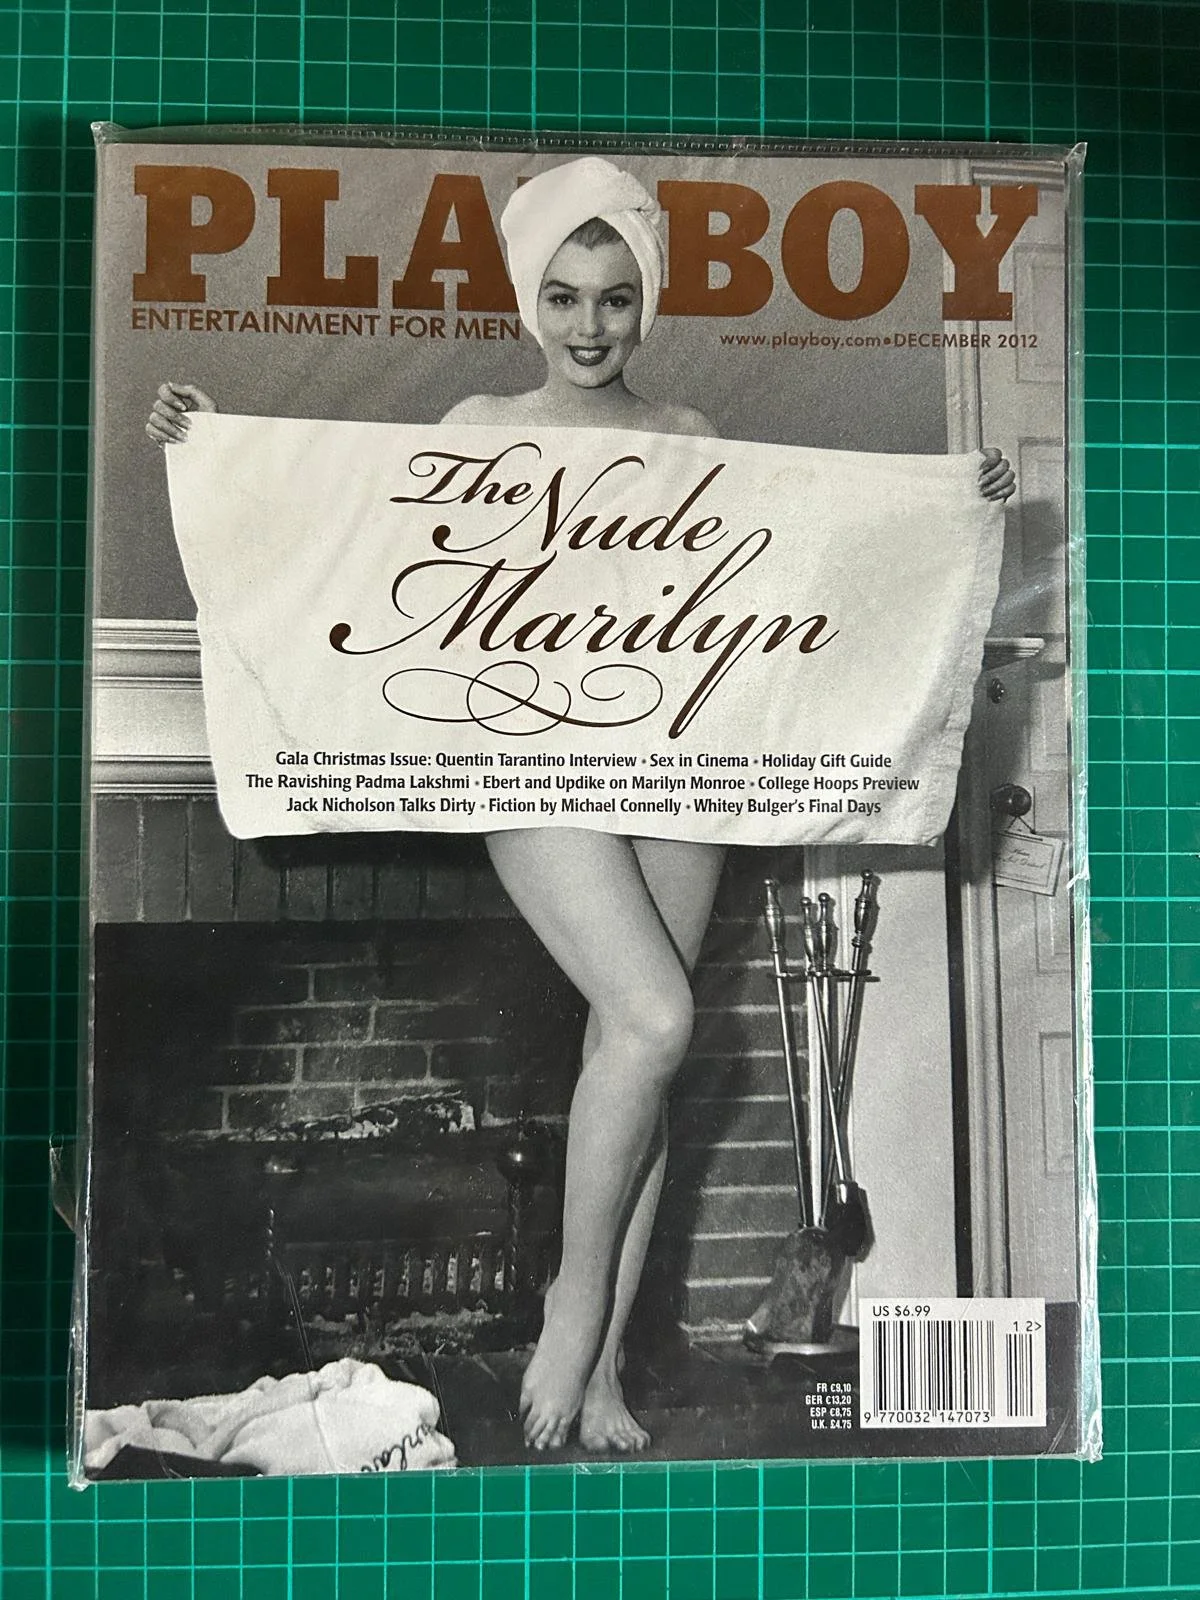 PLAYBOY
ENTERTAINMENT FOR MEN
www.playboy.com•DECEMBER 2012
The Nude
Marilyn
Gala Christmas Issue: Quentin Tarantino Interview • Sex in Cinema • Holiday Gift Guide
The Ravishing Padma Lakshmi • Ebert and Updike on Marilyn Monroe • College Hoops Preview
Jack Nicholson Talks Dirty • Fiction by Michael Connelly • Whitey Bulger's Final Days
US $6.99
1 2>
FR €9,10
GER €13,20
ESP €8,75
U.K. £4.75
9 770032 147073